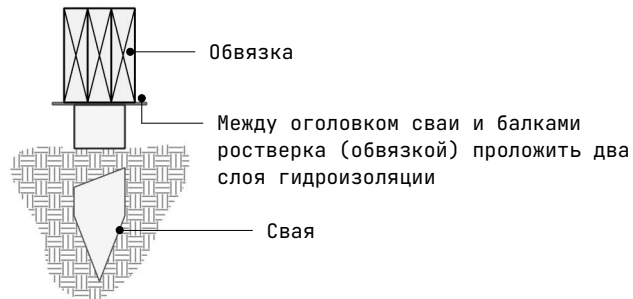 Обвязка
Между оголовком сваи и балками
ростверка (обвязкой) проложить два
слоя гидроизоляции
Свая